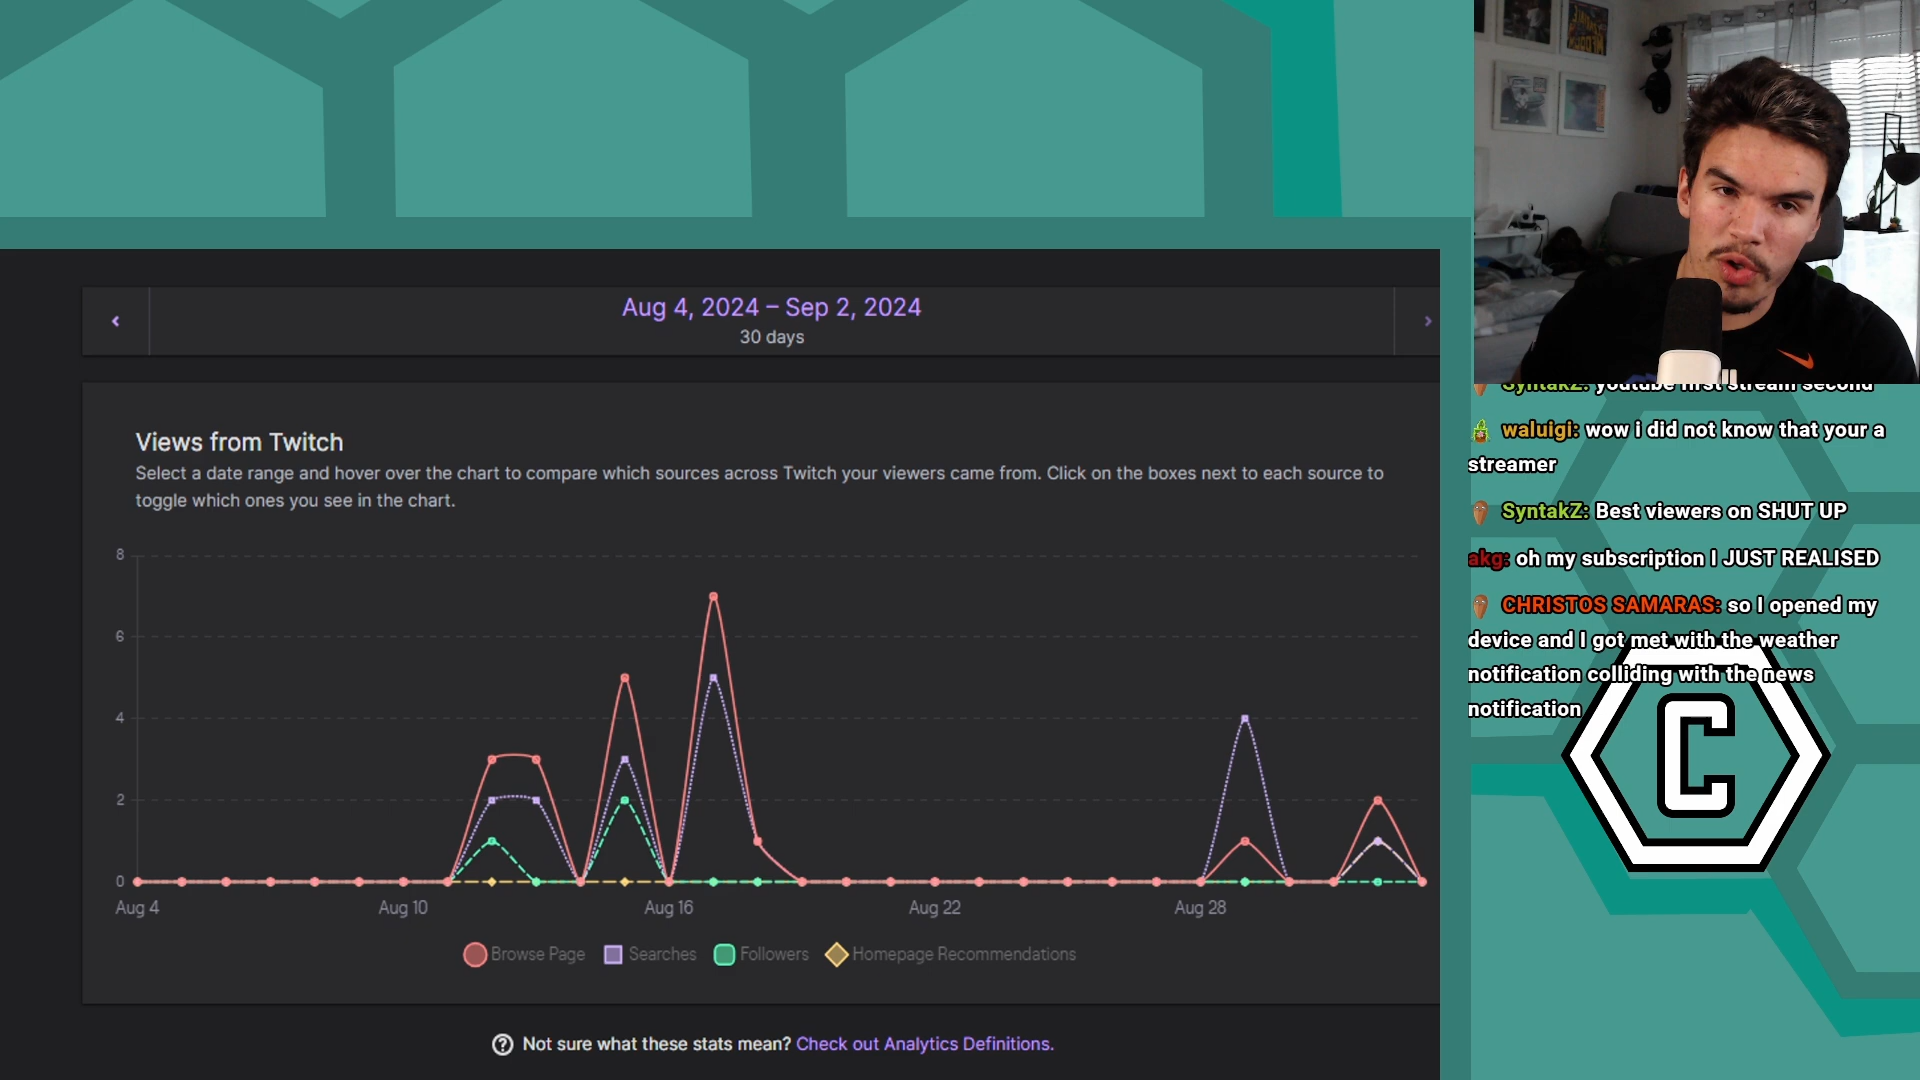 Aug 4, 2024 – Sep 2, 2024
30 days
Views from Twitch
Select a date range and hover over the chart to compare which sources across Twitch your viewers came from. Click on the boxes next to each source to
toggle which ones you see in the chart.
8
6
4
2
0
Aug 4
Aug 10
Aug 16
Aug 22
Aug 28
Browse Page
Searches
Followers
Homepage Recommendations
Not sure what these stats mean? Check out Analytics Definitions.
SyntakZ: youtube first stream second
waluigi: wow i did not know that your a
streamer
SyntakZ: Best viewers on SHUT UP
akg: oh my subscription I JUST REALISED
CHRISTOS SAMARAS: so I opened my
device and I got met with the weather
notification colliding with the news
notification
C